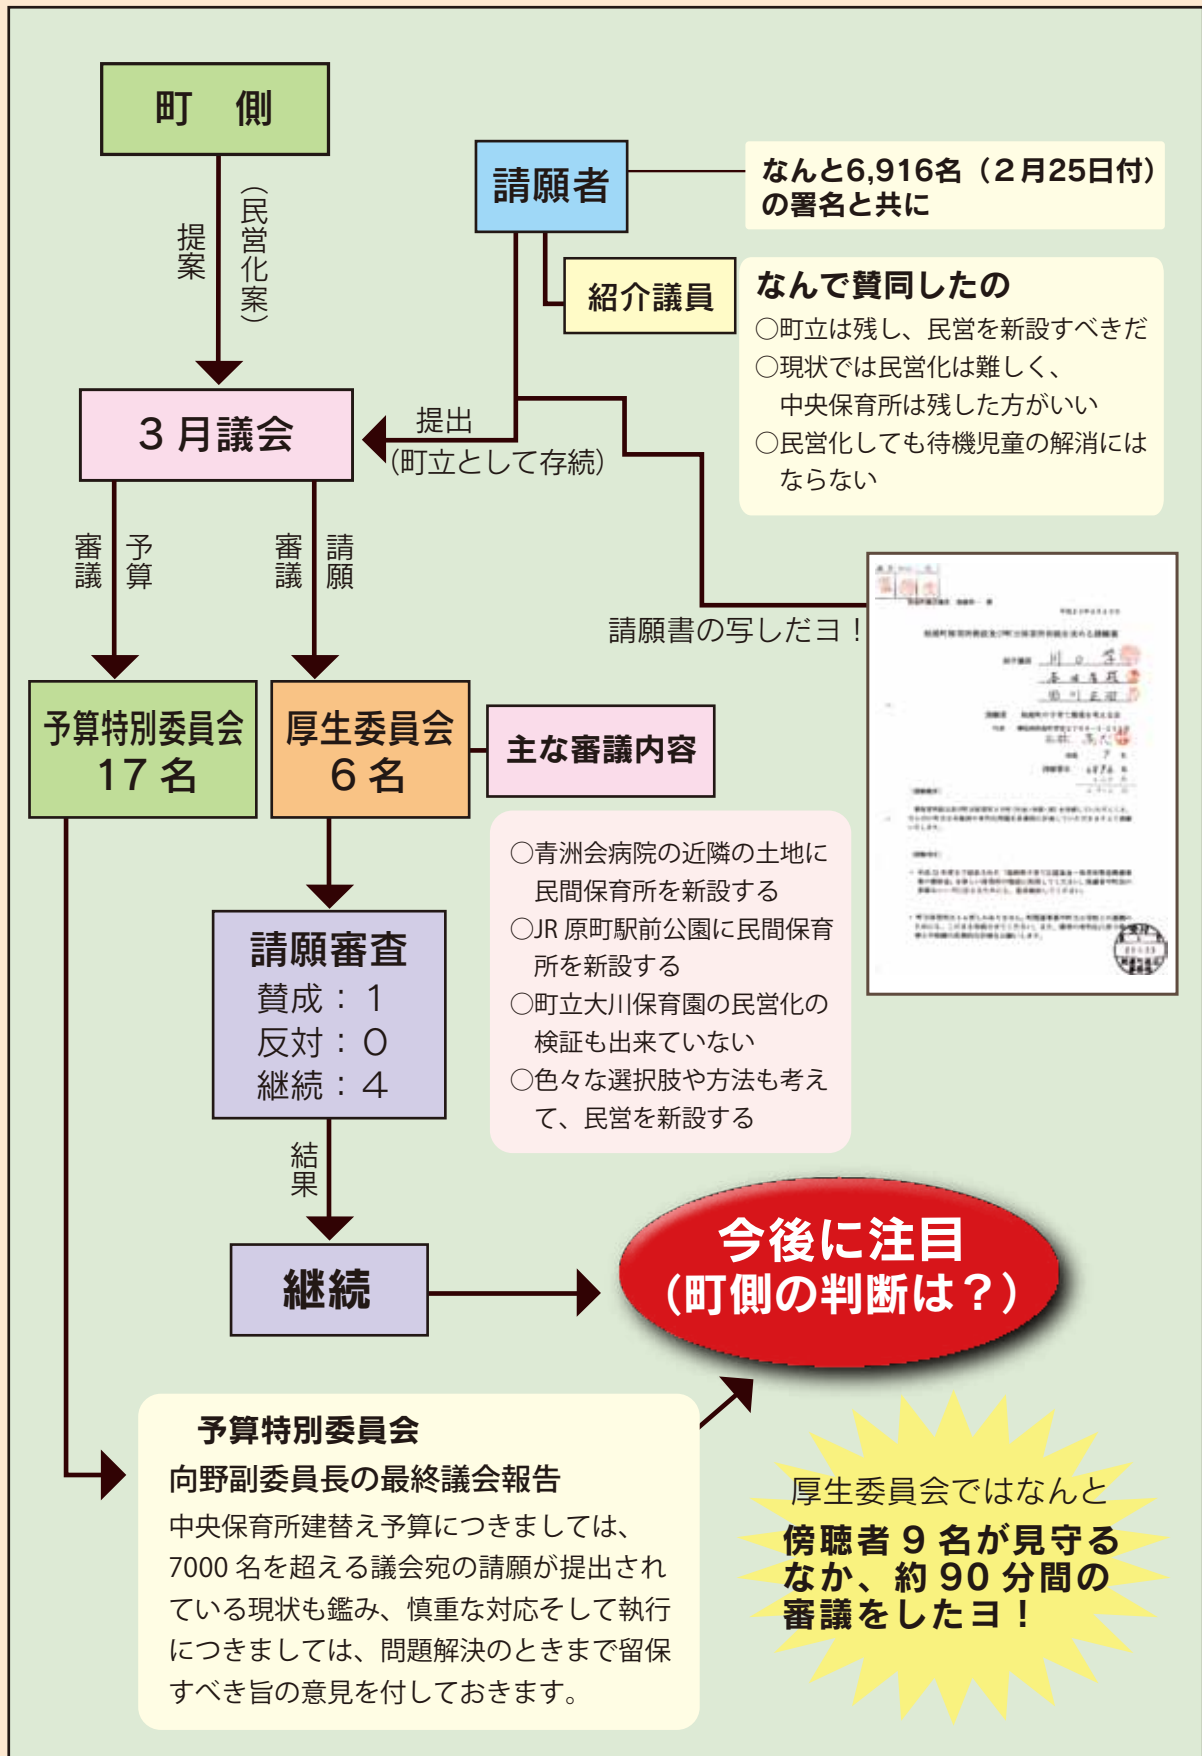 町　側
提案
（民営化案）
請願者
なんと6,916名（２月25日付）
の署名と共に
紹介議員
なんで賛同したの
○町立は残し、民営を新設すべきだ
○現状では民営化は難しく、
中央保育所は残した方がいい
○民営化しても待機児童の解消には
ならない
３月議会
提出
（町立として存続）
予算
審議
請願
審議
請願書の写しだヨ！
予算特別委員会
17 名
厚生委員会
６ 名
主な審議内容
○青洲会病院の近隣の土地に
民間保育所を新設する
○JR 原町駅前公園に民間保育
所を新設する
○町立大川保育園の民営化の
検証も出来ていない
○色々な選択肢や方法も考え
て、民営を新設する
請願審査
賛成：１
反対：０
継続：４
結果
継続
今後に注目
（町側の判断は？）
予算特別委員会
向野副委員長の最終議会報告
中央保育所建替え予算につきましては、
7000 名を超える議会宛の請願が提出され
ている現状も鑑み、慎重な対応そして執行
につきましては、問題解決のときまで留保
すべき旨の意見を付しておきます。
厚生委員会ではなんと
傍聴者 9 名が見守る
なか、約 90 分間の
審議をしたヨ！